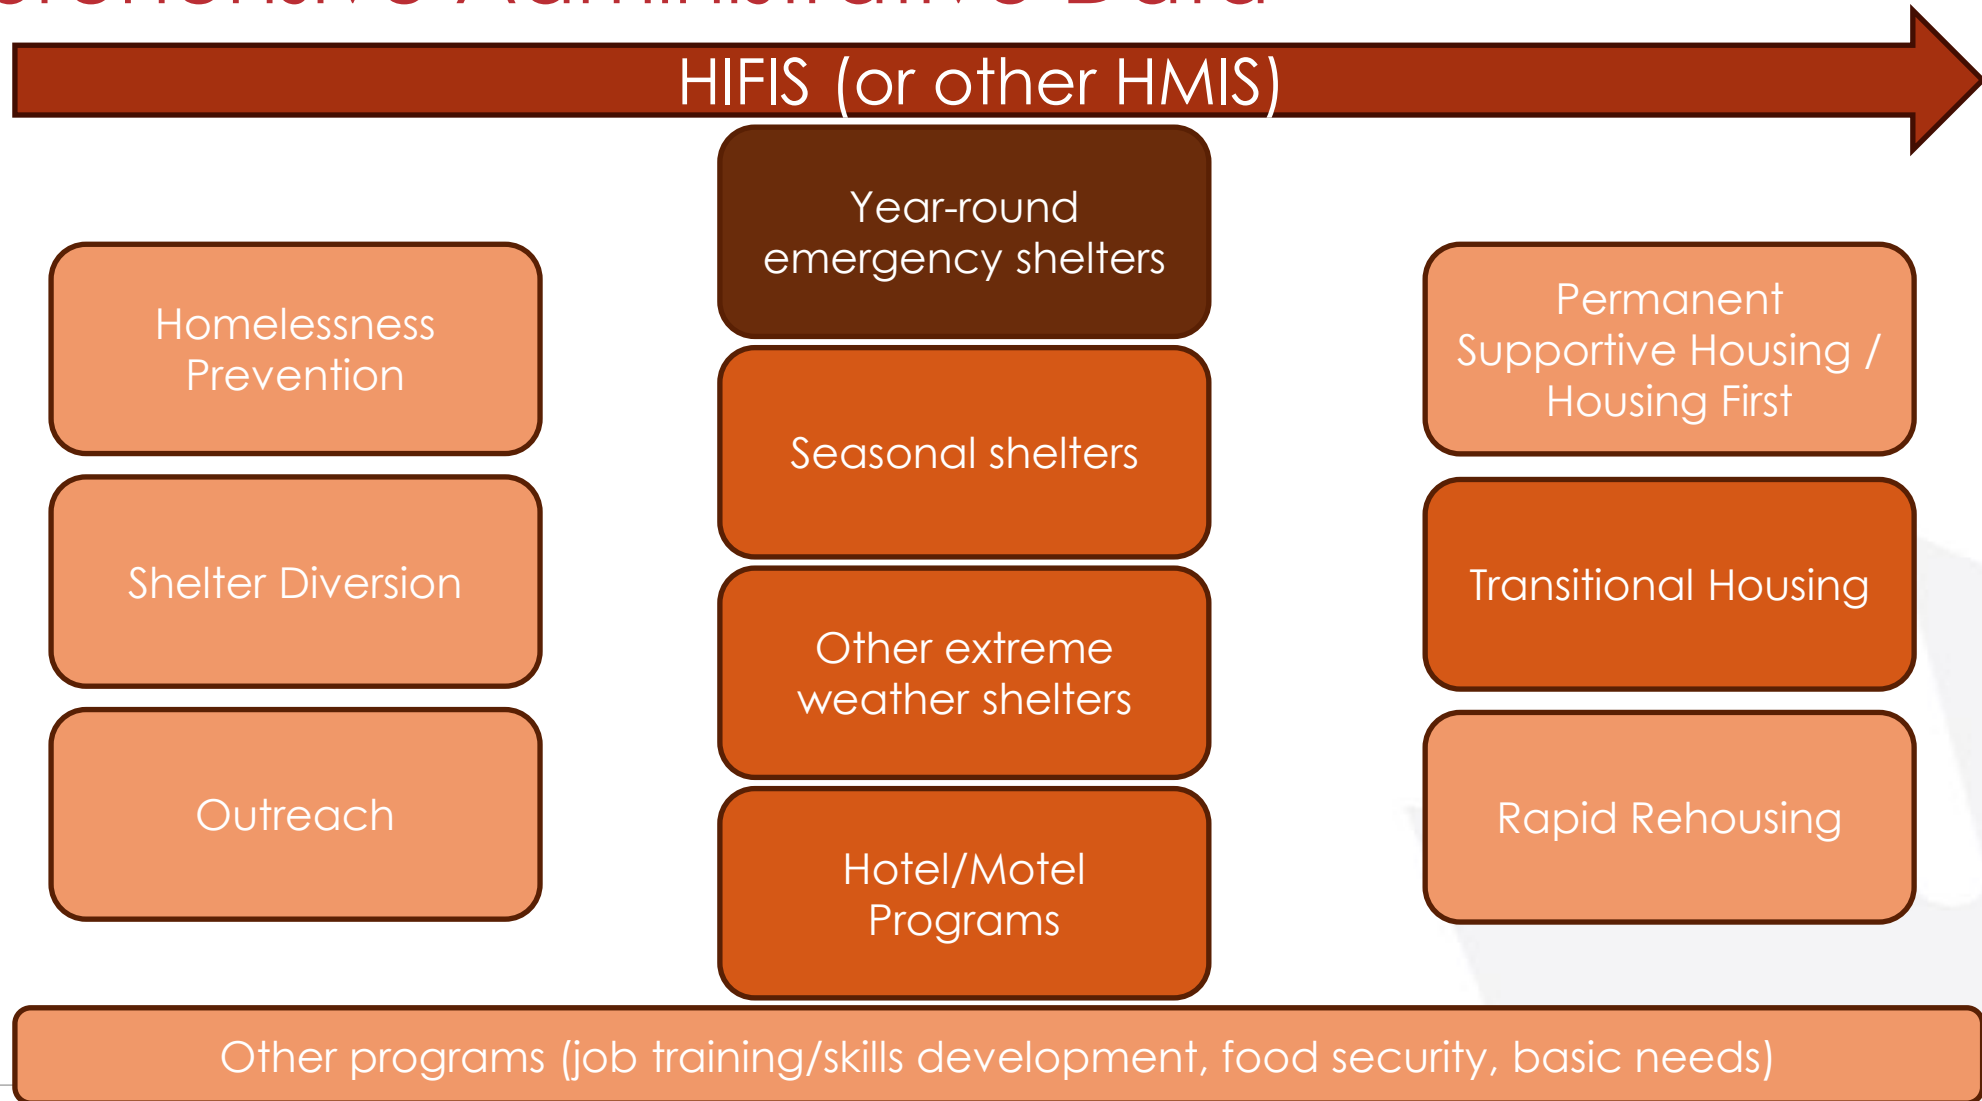 Administrative Data
HIFIS (or other HMIS)
Year-round
emergency shelters
Homelessness
Prevention
Permanent
Supportive Housing /
Housing First
Seasonal shelters
Shelter Diversion
Transitional Housing
Other extreme
weather shelters
Outreach
Rapid Rehousing
Hotel/Motel
Programs
Other programs (job training/skills development, food security, basic needs)